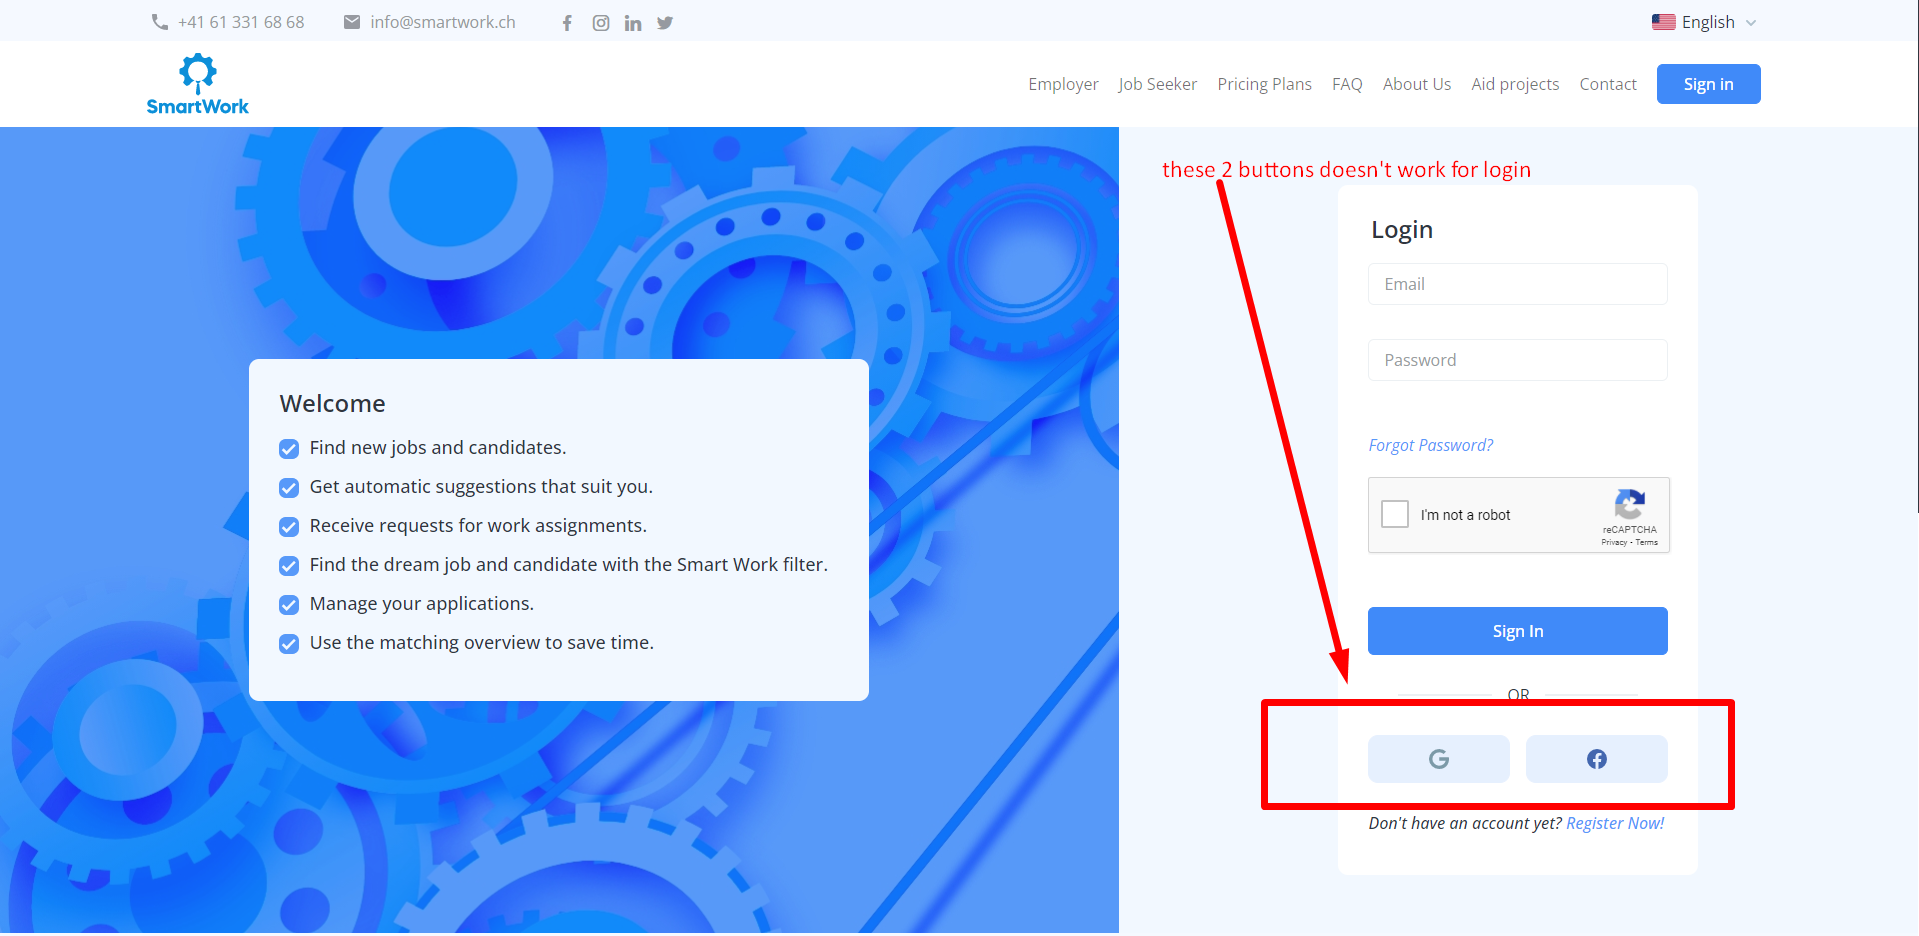 +41 61 331 68 68 info@smartwork.ch English
SmartWork
Employer Job Seeker Pricing Plans FAQ About Us Aid projects Contact Sign in
these 2 buttons doesn't work for login
Login
Email
Password
Forgot Password?
I'm not a robot
reCAPTCHA
Privacy - Terms
Sign In
OR
Don't have an account yet? Register Now!
Welcome
Find new jobs and candidates.
Get automatic suggestions that suit you.
Receive requests for work assignments.
Find the dream job and candidate with the Smart Work filter.
Manage your applications.
Use the matching overview to save time.